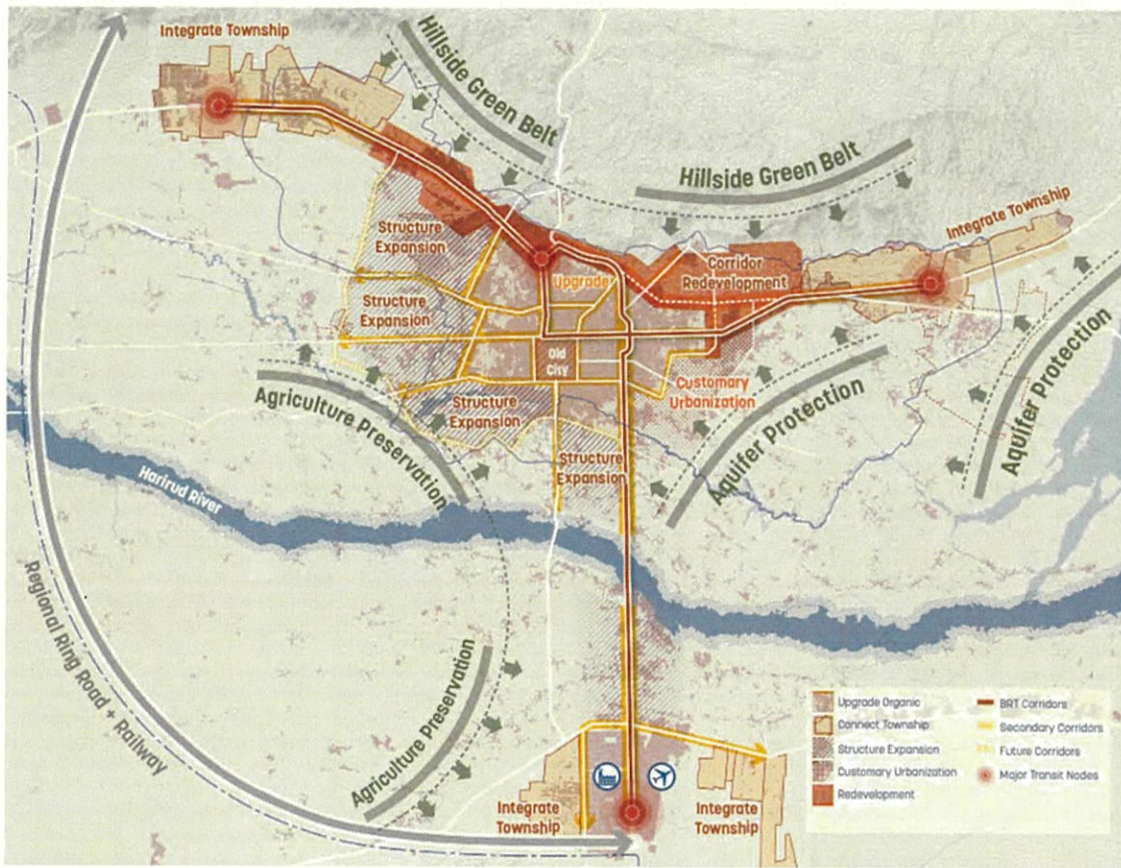 Integrate Township
Hillside Green Belt
Hillside Green Belt
Integrate Township
Structure
Expansion
Corridor
Redevelopment
Upgrade
Structure
Expansion
Old
City
Aquifer Protection
Customary
Urbanization
Agriculture Preservation
Structure
Expansion
Aquifer Protection
Structure
Expansion
Harirud River
Regional Ring Road + Railway
Agriculture Preservation
Integrate
Township
Integrate
Township
Upgrade Organic
Connect Township
Structure Expansion
Customary Urbanization
Redevelopment
BRT Corridors
Secondary Corridors
Future Corridors
Major Transit Nodes